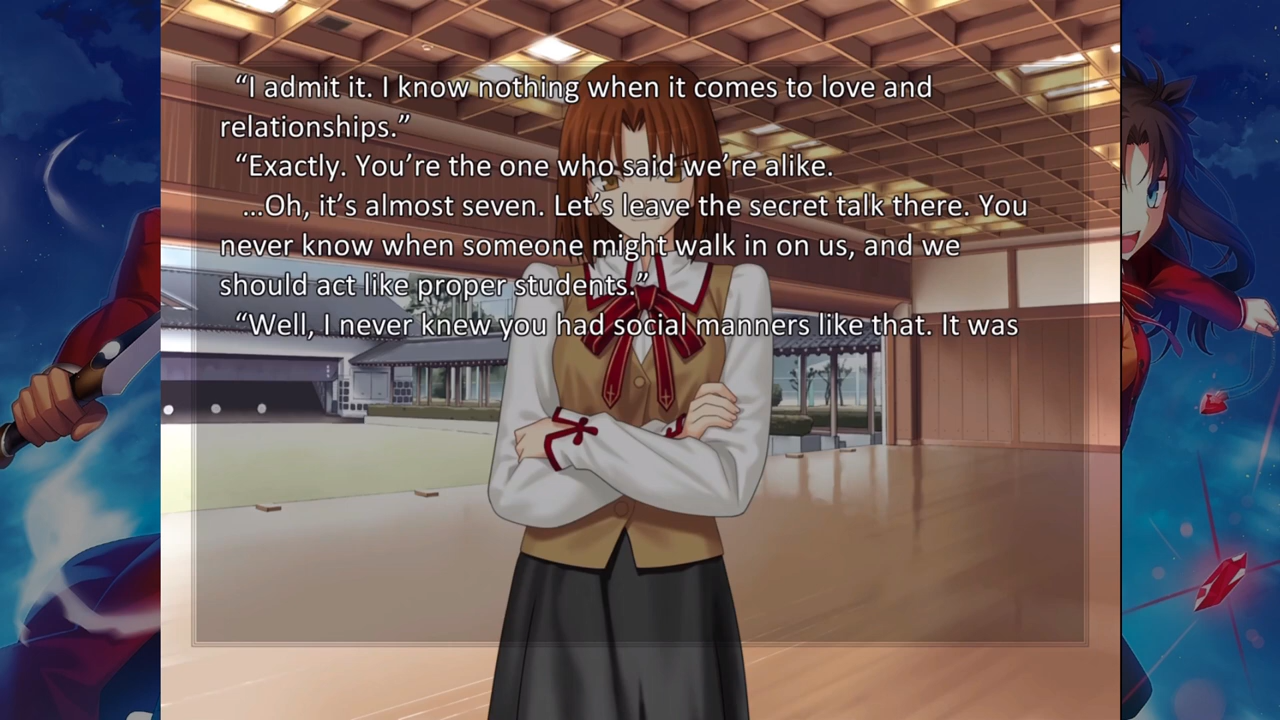 “I admit it. I know nothing when it comes to love and
relationships.”
“Exactly. You’re the one who said we’re alike.
…Oh, it’s almost seven. Let’s leave the secret talk there. You
never know when someone might walk in on us, and we
should act like proper students.”
“Well, I never knew you had social manners like that. It was